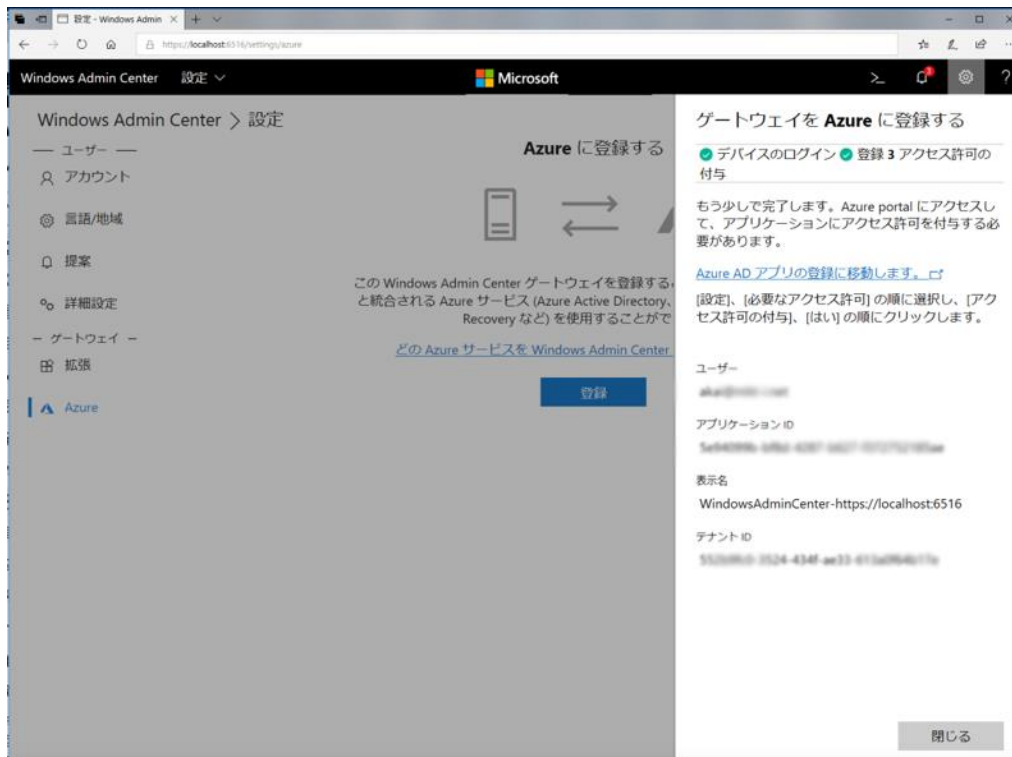 設定 - Windows Admin
https://localhost:6516/settings/azure
Windows Admin Center 設定
Microsoft
Windows Admin Center > 設定
ユーザー
アカウント
言語/地域
提案
詳細設定
ゲートウェイ
拡張
Azure
Azure に登録する
この Windows Admin Center ゲートウェイを登録する,
と統合される Azure サービス (Azure Active Directory、
Recovery など) を使用することがで
どの Azure サービスを Windows Admin Center
登録
ゲートウェイを Azure に登録する
デバイスのログイン 登録 3 アクセス許可の
付与
もう少しで完了します。Azure portal にアクセスし
て、アプリケーションにアクセス許可を付与する必
要があります。
Azure AD アプリの登録に移動します。
[設定]、[必要なアクセス許可] の順に選択し、[アク
セス許可の付与]、[はい] の順にクリックします。
ユーザー
アプリケーション ID
表示名
WindowsAdminCenter-https://localhost:6516
テナント ID
閉じる